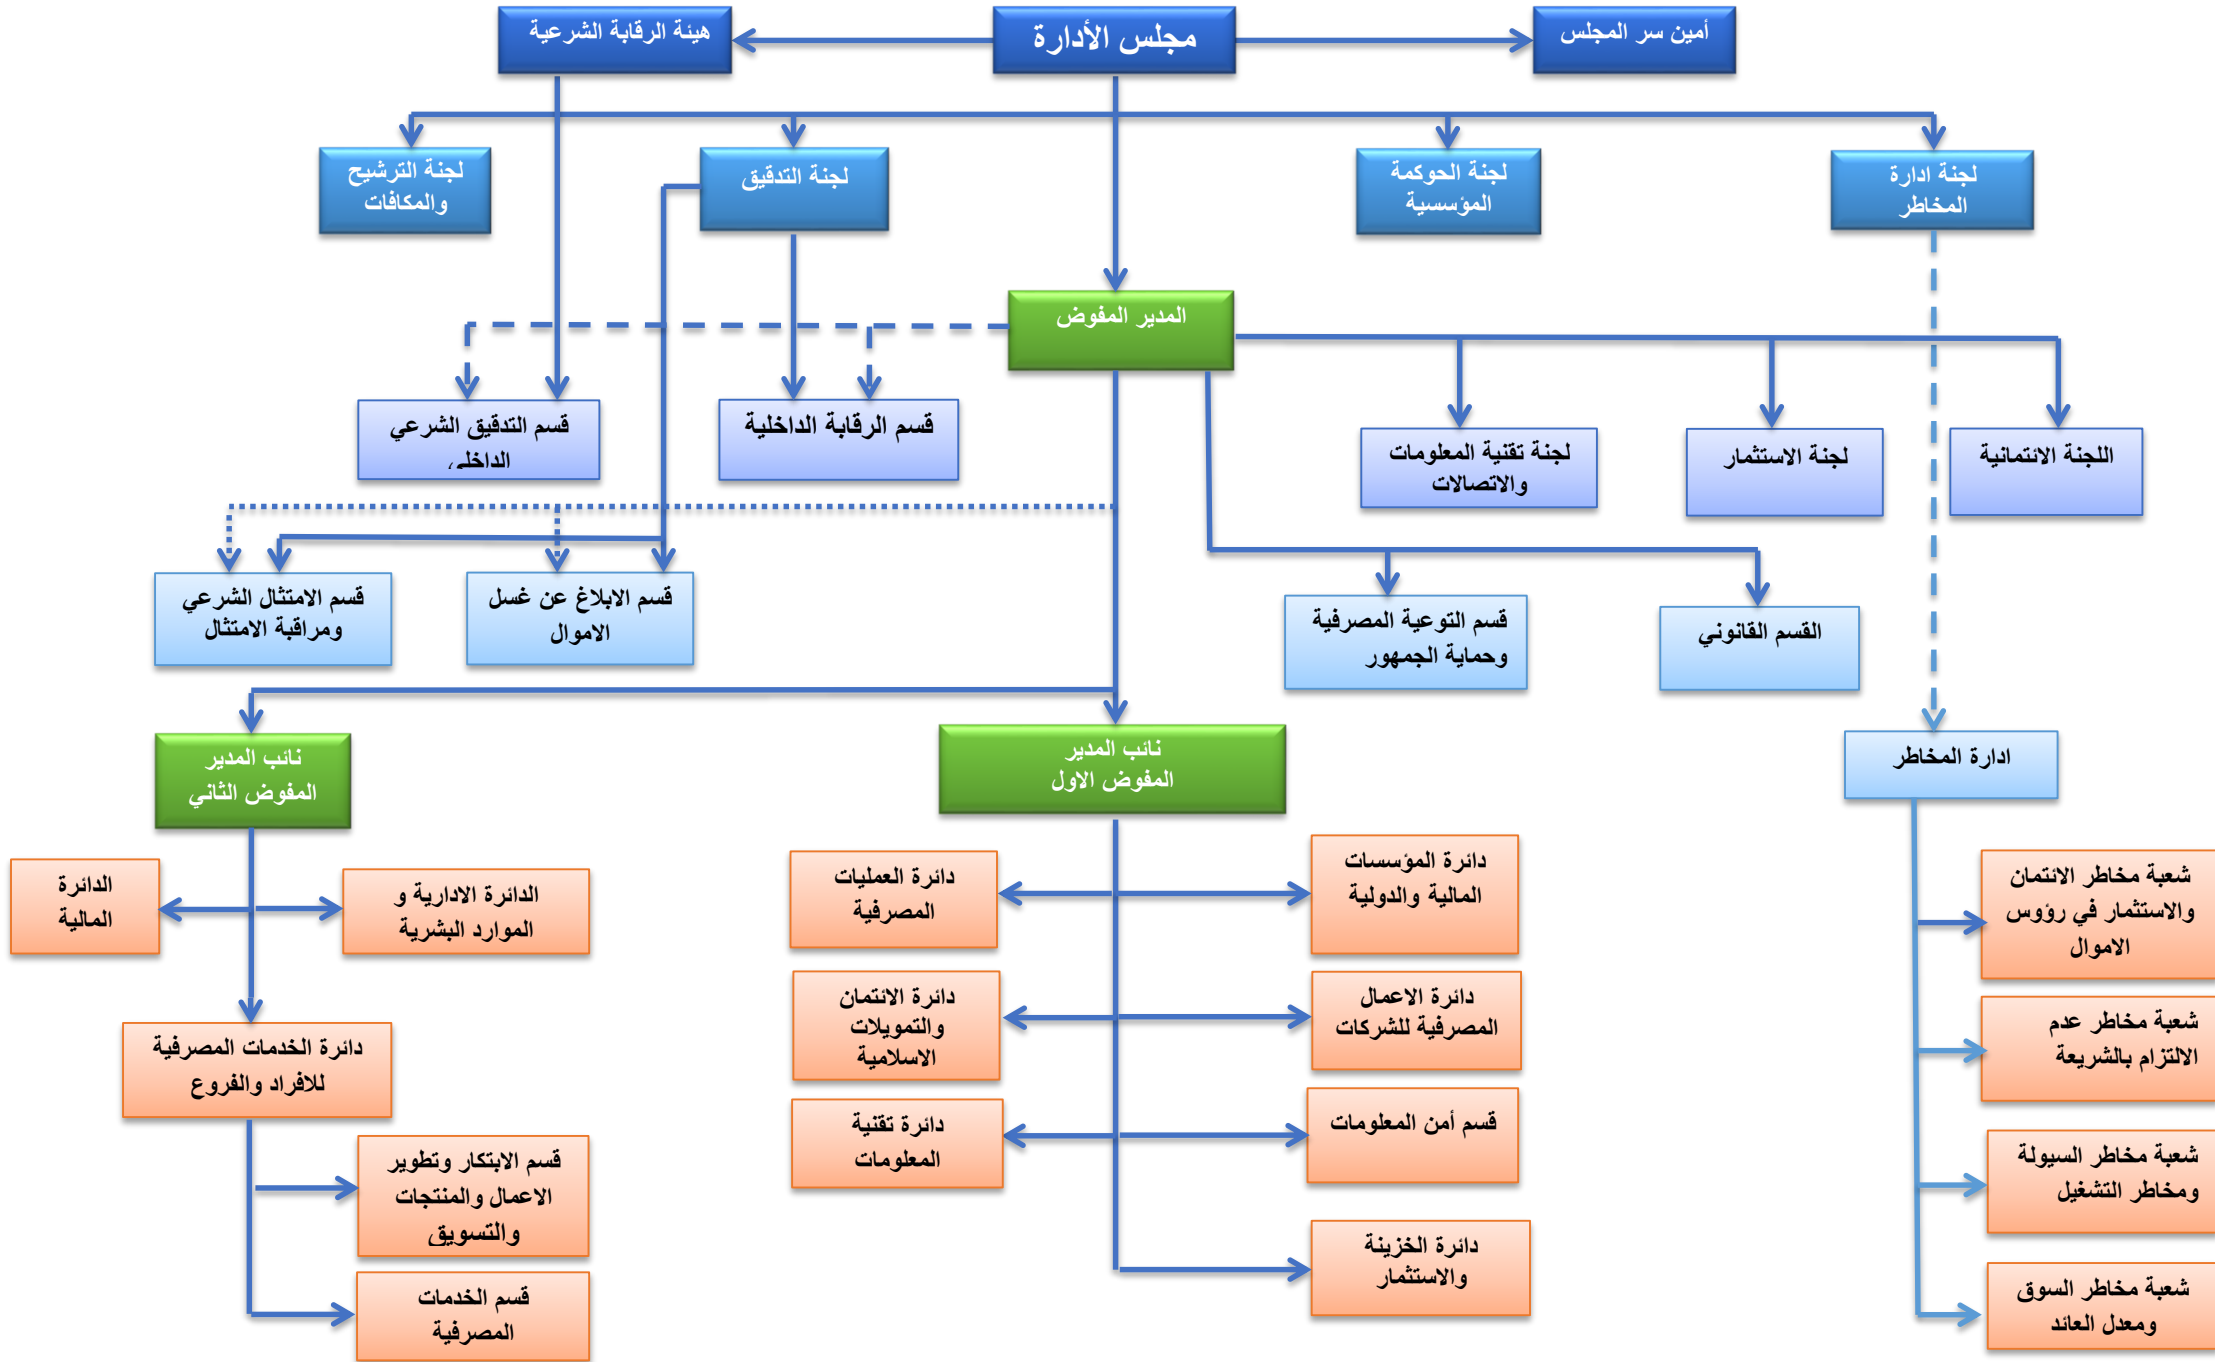 أمين سر المجلس
مجلس الأدارة
هيئة الرقابة الشرعية
لجنة ادارة
المخاطر
لجنة الحوكمة
المؤسسية
لجنة التدقيق
لجنة الترشيح
والمكافات
المدير المفوض
اللجنة الائتمانية
لجنة الاستثمار
لجنة تقنية المعلومات
والاتصالات
قسم الرقابة الداخلية
قسم التدقيق الشرعي
الداخلي
القسم القانوني
قسم التوعية المصرفية
وحماية الجمهور
قسم الابلاغ عن غسل
الاموال
قسم الامتثال الشرعي
ومراقبة الامتثال
ادارة المخاطر
نائب المدير
المفوض الاول
نائب المدير
المفوض الثاني
شعبة مخاطر الائتمان
والاستثمار في رؤوس
الاموال
شعبة مخاطر عدم
الالتزام بالشريعة
شعبة مخاطر السيولة
ومخاطر التشغيل
شعبة مخاطر السوق
ومعدل العائد
دائرة المؤسسات
المالية والدولية
دائرة العمليات
المصرفية
دائرة الاعمال
المصرفية للشركات
دائرة الائتمان
والتمويلات
الاسلامية
قسم أمن المعلومات
دائرة تقنية
المعلومات
دائرة الخزينة
والاستثمار
الدائرة الادارية و
الموارد البشرية
الدائرة
المالية
دائرة الخدمات المصرفية
للافراد والفروع
قسم الابتكار وتطوير
الاعمال والمنتجات
والتسويق
قسم الخدمات
المصرفية